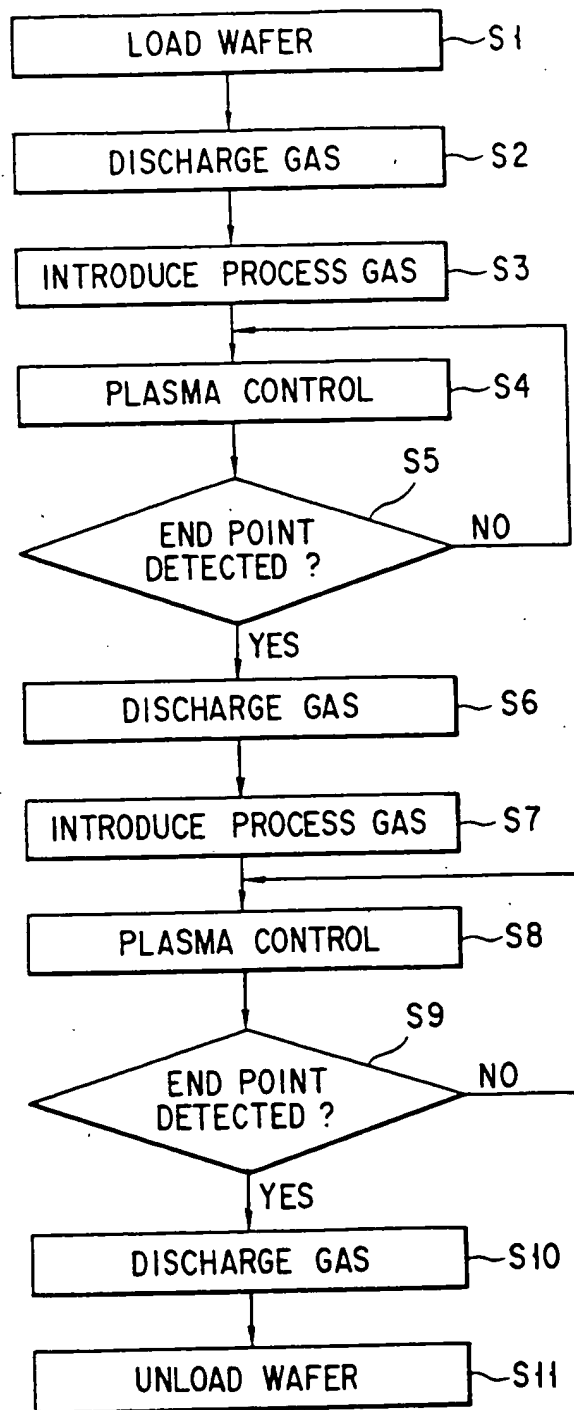 LOAD WAFER S1
DISCHARGE GAS S2
INTRODUCE PROCESS GAS S3
PLASMA CONTROL S4
S5
END POINT NO
DETECTED ?
YES
DISCHARGE GAS S6
INTRODUCE PROCESS GAS S7
PLASMA CONTROL S8
S9
END POINT NO
DETECTED ?
YES
DISCHARGE GAS S10
UNLOAD WAFER S11